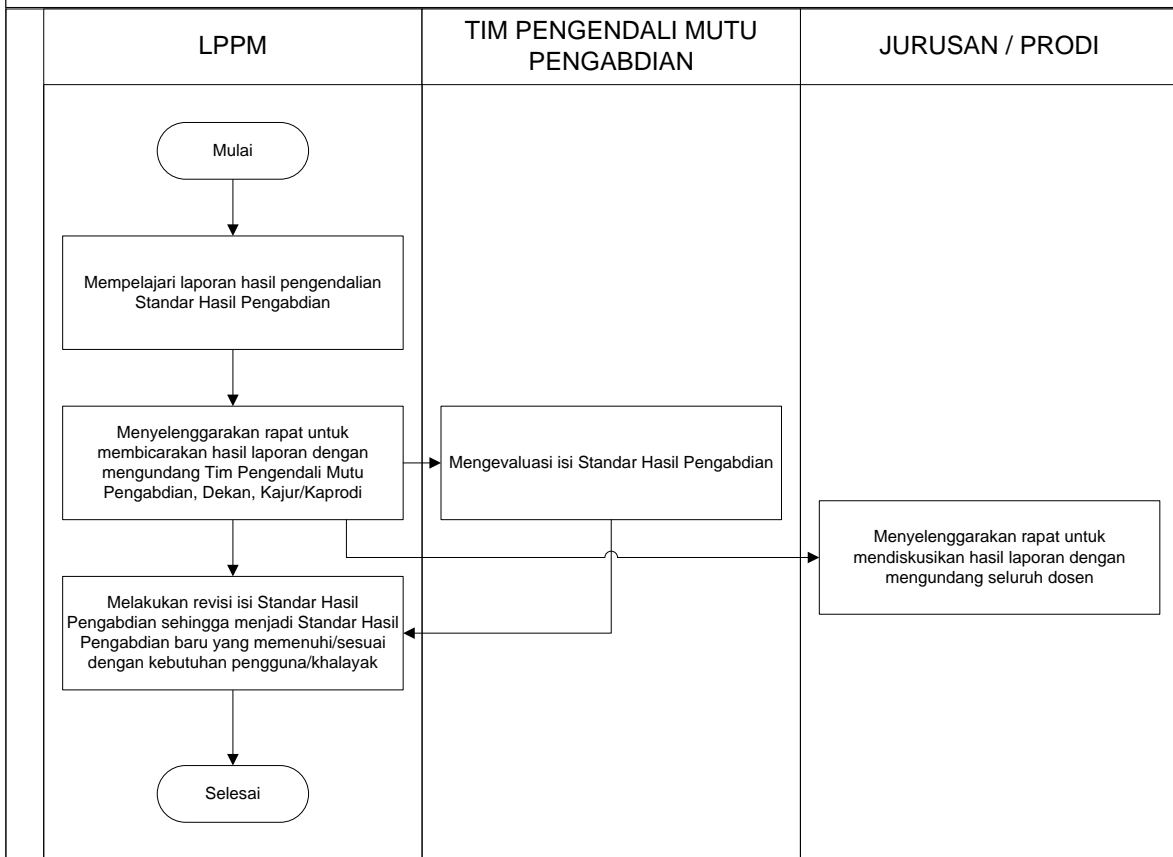 LPPM
TIM PENGENDALI MUTU
PENGABDIAN
JURUSAN / PRODI
Mulai
Mempelajari laporan hasil pengendalian
Standar Hasil Pengabdian
Menyelenggarakan rapat untuk
membicarakan hasil laporan dengan
mengundang Tim Pengendali Mutu
Pengabdian, Dekan, Kajur/Kaprodi
Mengevaluasi isi Standar Hasil Pengabdian
Menyelenggarakan rapat untuk
mendiskusikan hasil laporan dengan
mengundang seluruh dosen
Melakukan revisi isi Standar Hasil
Pengabdian sehingga menjadi Standar Hasil
Pengabdian baru yang memenuhi/sesuai
dengan kebutuhan pengguna/khalayak
Selesai